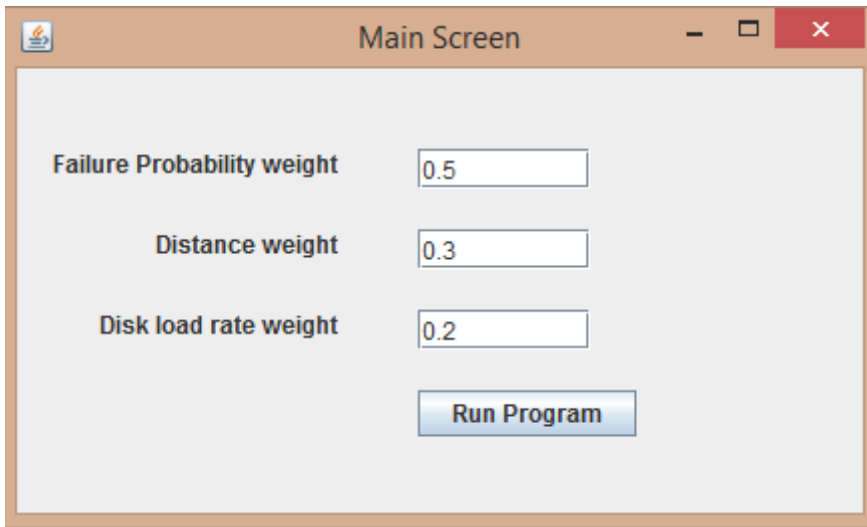 Main Screen
Failure Probability weight 0.5
Distance weight 0.3
Disk load rate weight 0.2
Run Program